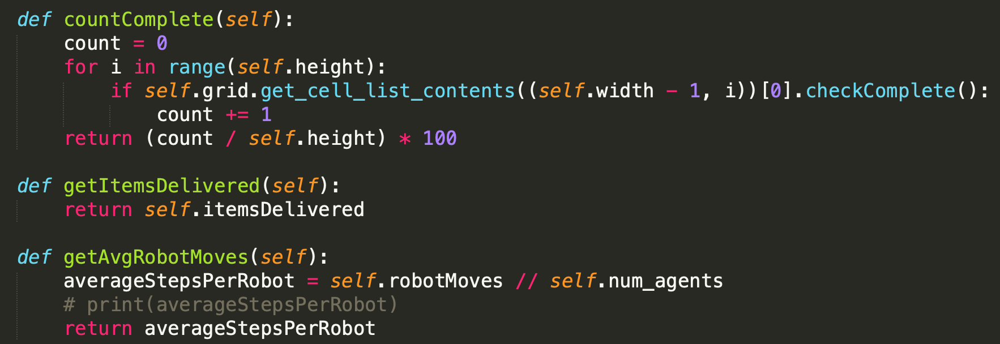 def countComplete(self):
    count = 0
    for i in range(self.height):
        if self.grid.get_cell_list_contents((self.width - 1, i))[0].checkComplete():
            count += 1
    return (count / self.height) * 100

def getItemsDelivered(self):
    return self.itemsDelivered

def getAvgRobotMoves(self):
    averageStepsPerRobot = self.robotMoves // self.num_agents
    # print(averageStepsPerRobot)
    return averageStepsPerRobot